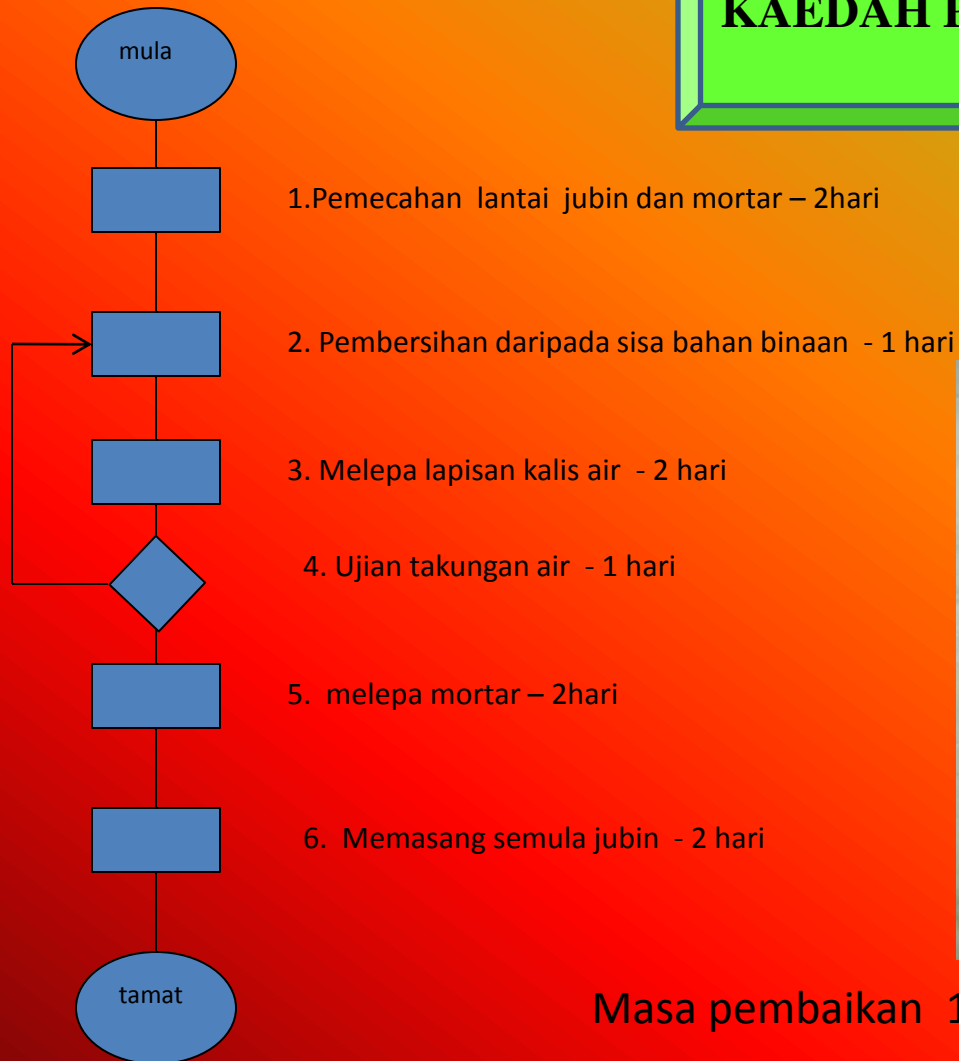 KAEDAH
mula
1.Pemecahan lantai jubin dan mortar – 2hari
2. Pembersihan daripada sisa bahan binaan - 1 hari
3. Melepa lapisan kalis air - 2 hari
4. Ujian takungan air - 1 hari
5. melepa mortar – 2hari
6. Memasang semula jubin - 2 hari
tamat
Masa pembaikan